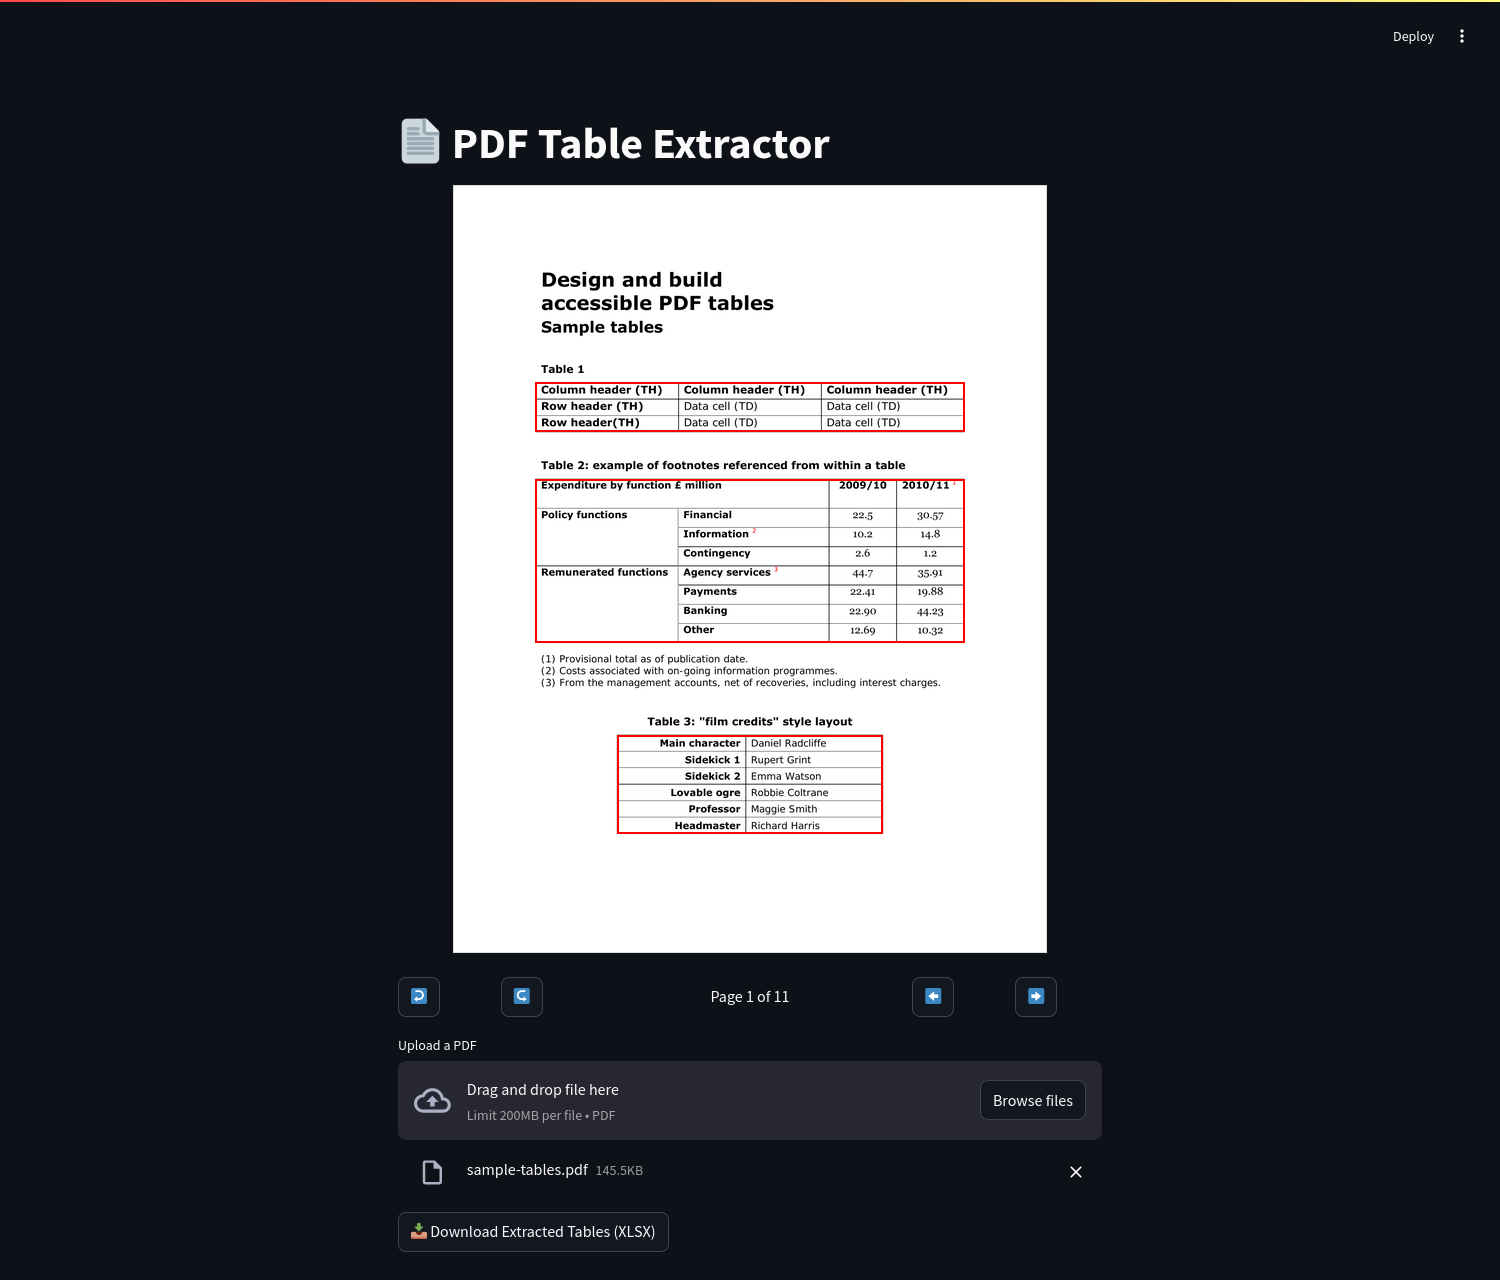 Deploy
PDF Table Extractor
Design and build
accessible PDF tables
Sample tables
Table 1
Column header (TH) Column header (TH) Column header (TH)
Row header (TH) Data cell (TD) Data cell (TD)
Row header(TH) Data cell (TD) Data cell (TD)
Table 2: example of footnotes referenced from within a table
Expenditure by function £ million 2009/10 2010/11 1
Policy functions Financial 22.5 30.57
Information 2 10.2 14.8
Contingency 2.6 1.2
Remunerated functions Agency services 3 44.7 35.91
Payments 22.41 19.88
Banking 22.90 44.23
Other 12.69 10.32
(1) Provisional total as of publication date.
(2) Costs associated with on-going information programmes.
(3) From the management accounts, net of recoveries, including interest charges.
Table 3: "film credits" style layout
Main character Daniel Radcliffe
Sidekick 1 Rupert Grint
Sidekick 2 Emma Watson
Lovable ogre Robbie Coltrane
Professor Maggie Smith
Headmaster Richard Harris
Page 1 of 11
Upload a PDF
Drag and drop file here
Limit 200MB per file • PDF
Browse files
sample-tables.pdf 145.5KB
Download Extracted Tables (XLSX)